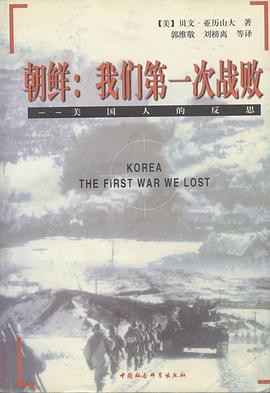 [美] 贝文·亚历山大 著
郭维敬 刘榜离 等译
朝鲜：我们第一次战败
——美国人的反思
KOREA
THE FIRST WAR WE LOST
中国社会科学出版社